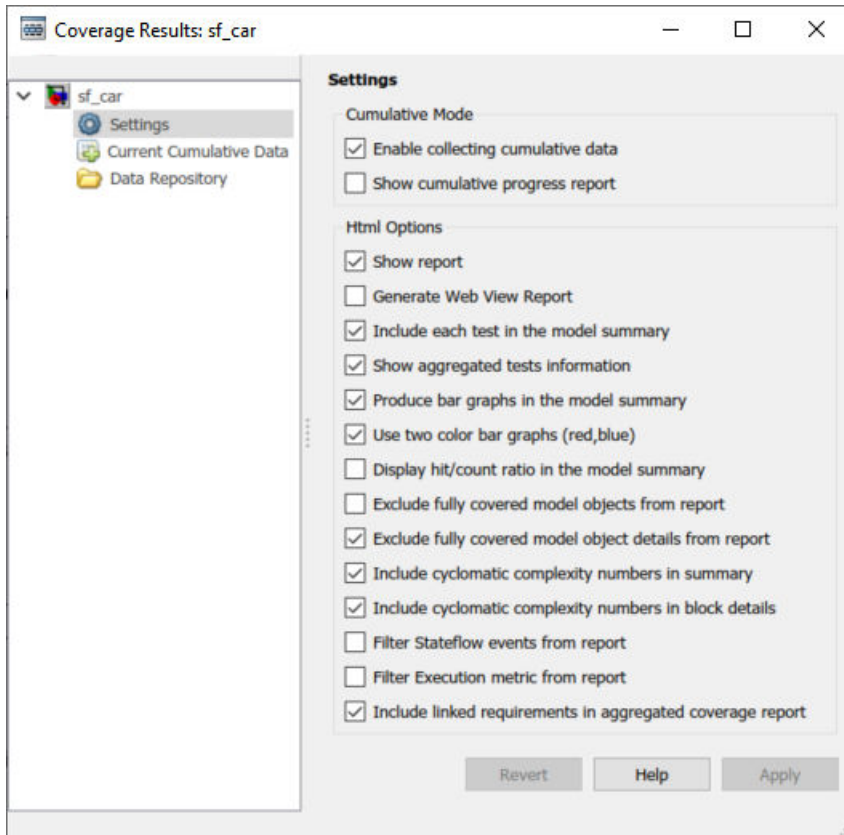 Coverage Results: sf_car
sf_car
Settings
Current Cumulative Data
Data Repository
Settings
Cumulative Mode
Enable collecting cumulative data
Show cumulative progress report
Html Options
Show report
Generate Web View Report
Include each test in the model summary
Show aggregated tests information
Produce bar graphs in the model summary
Use two color bar graphs (red,blue)
Display hit/count ratio in the model summary
Exclude fully covered model objects from report
Exclude fully covered model object details from report
Include cyclomatic complexity numbers in summary
Include cyclomatic complexity numbers in block details
Filter Stateflow events from report
Filter Execution metric from report
Include linked requirements in aggregated coverage report
Revert Help Apply